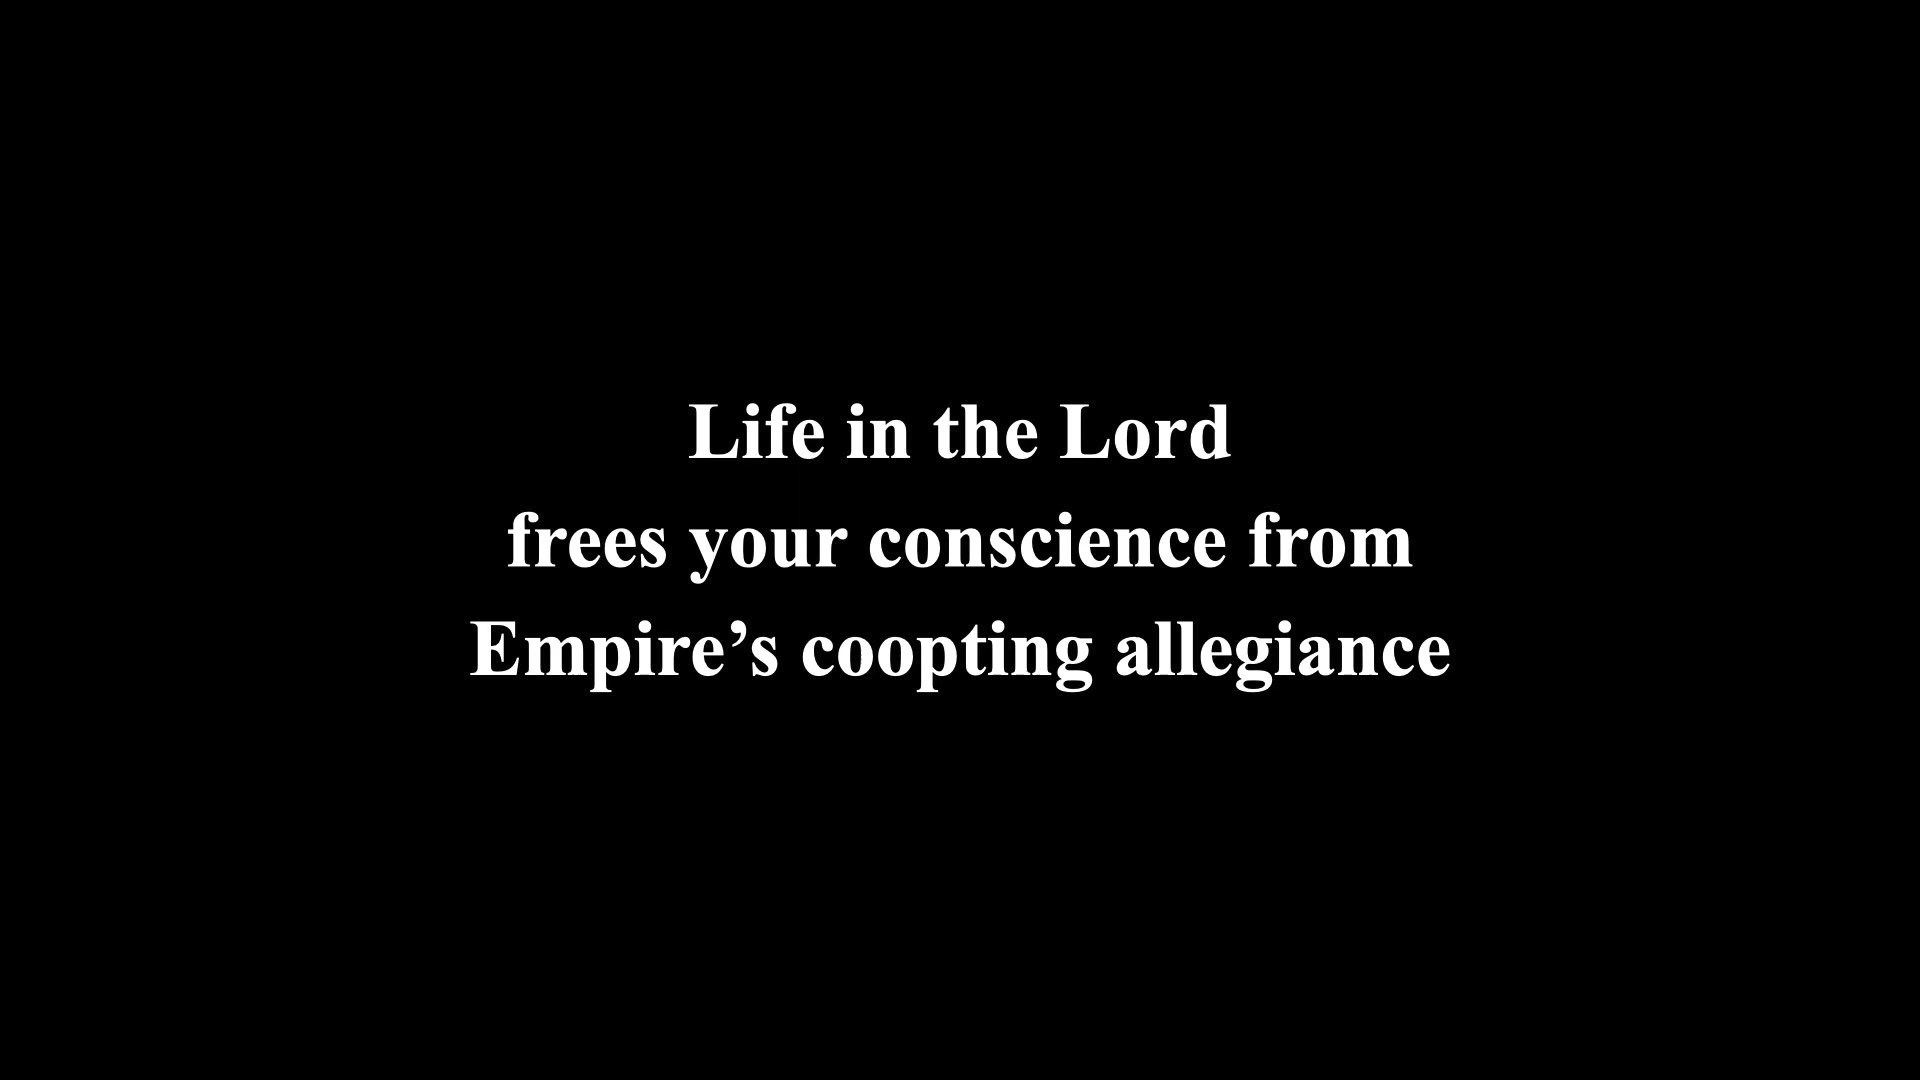 Life in the Lord
frees your conscience from
Empire’s coopting allegiance